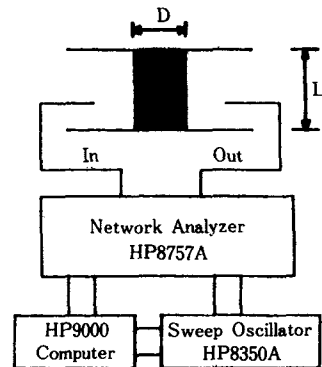 D
L
In
Out
Network Analyzer
HP8757A
HP9000
Computer
Sweep Oscillator
HP8350A